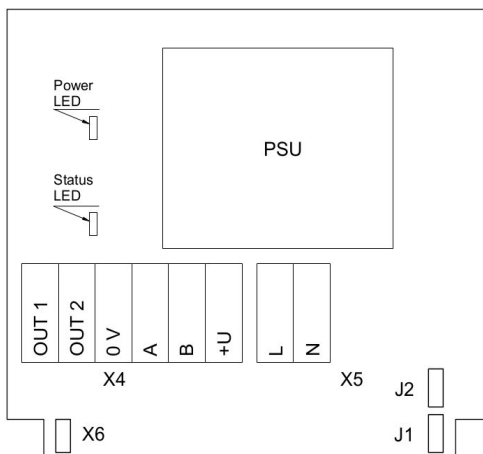 Power
LED
PSU
Status
LED
OUT 1
OUT 2
0 V
A
B
+U
L
N
X4
X5
J2
X6
J1